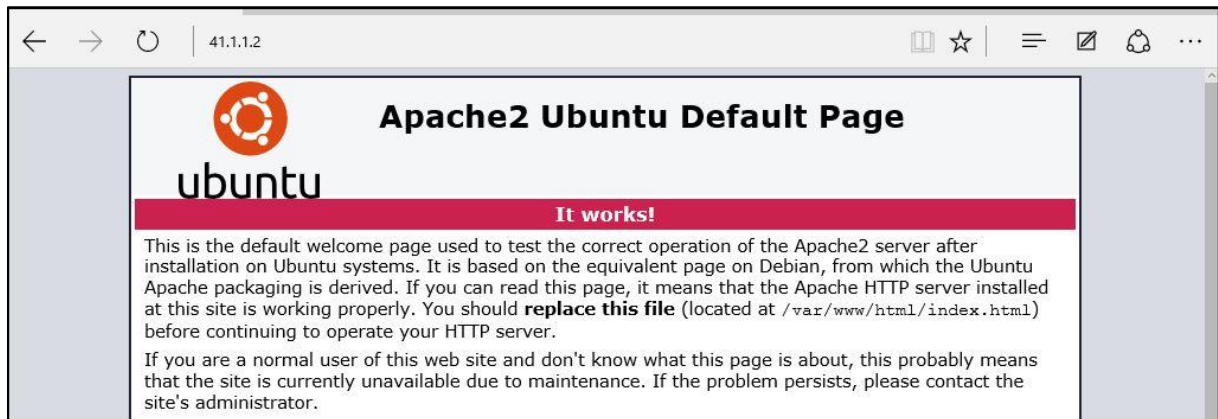 41.1.1.2
Apache2 Ubuntu Default Page
ubuntu
It works!
This is the default welcome page used to test the correct operation of the Apache2 server after
installation on Ubuntu systems. It is based on the equivalent page on Debian, from which the Ubuntu
Apache packaging is derived. If you can read this page, it means that the Apache HTTP server installed
at this site is working properly. You should replace this file (located at /var/www/html/index.html)
before continuing to operate your HTTP server.
If you are a normal user of this web site and don't know what this page is about, this probably means
that the site is currently unavailable due to maintenance. If the problem persists, please contact the
site's administrator.